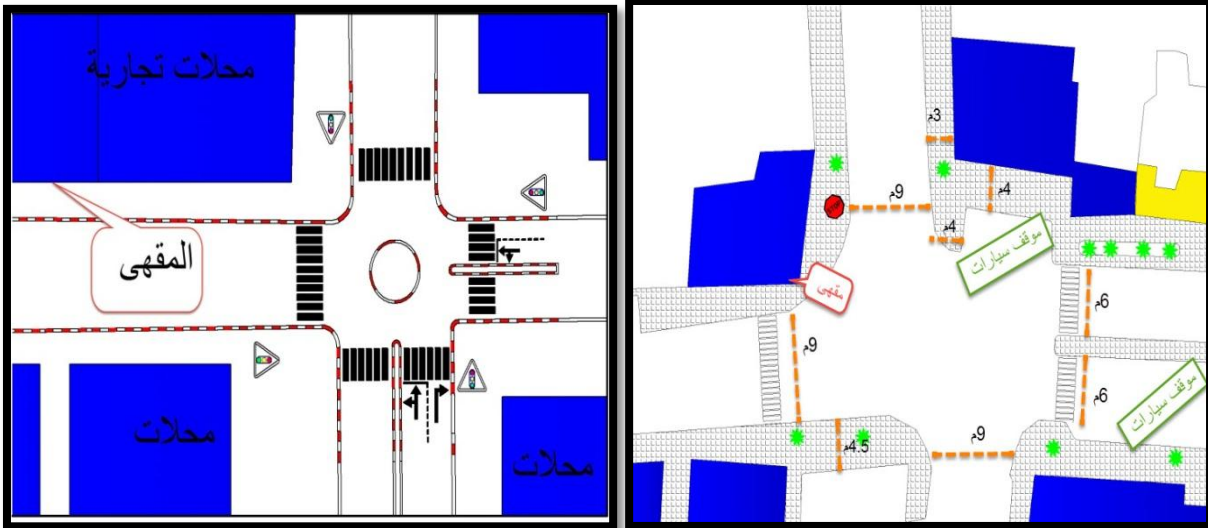 محلات تجارية
المقهى
محلات
محلات
3م
9م
4م
4م
موقف سيارات
STOP
مقهى
6م
9م
6م
موقف سيارات
4.5م
9م